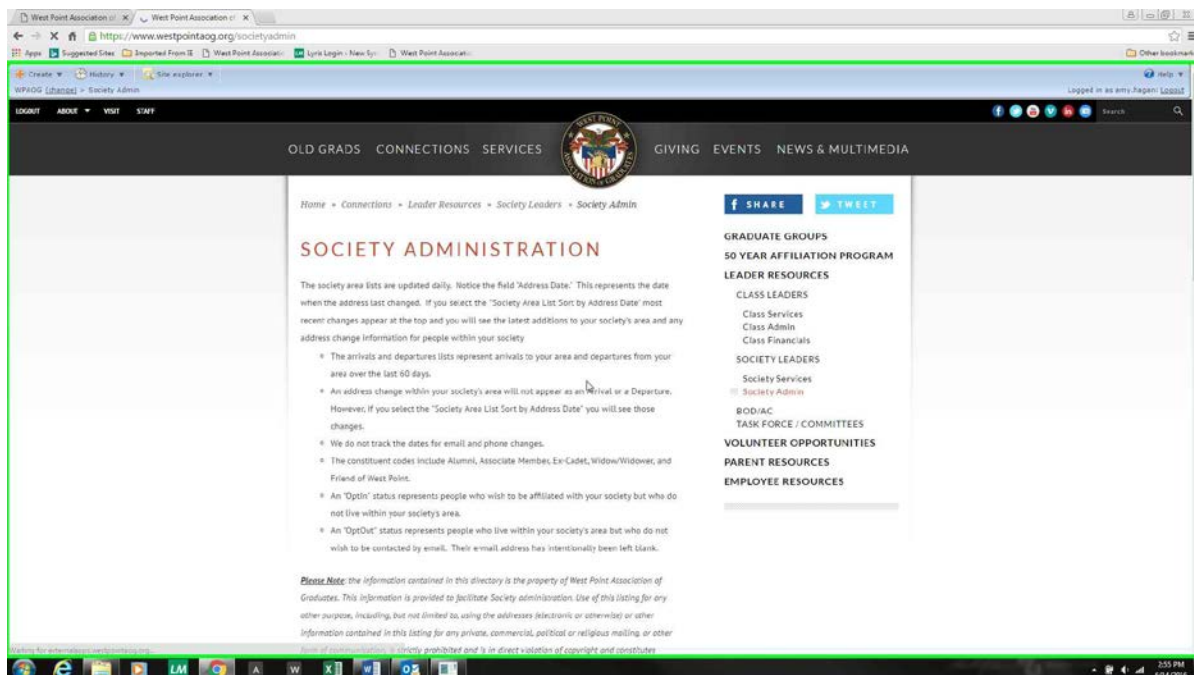 West Point Association of
West Point Association of
https://www.westpointaog.org/societyadmin
Apps Suggested Sites Imported From IE West Point Associatio Lyris Login - New Sys West Point Associatio
Other bookmark
Create History Site explorer Help
WPAOG (change) > Society Admin
Logged in as Logout
LOGOUT ABOUT VISIT STAFF
Search
OLD GRADS CONNECTIONS SERVICES GIVING EVENTS NEWS & MULTIMEDIA
WEST POINT
ASSOCIATION OF GRADUATES
Home » Connections » Leader Resources » Society Leaders » Society Admin
SOCIETY ADMINISTRATION
The society area lists are updated daily. Notice the field "Address Date." This represents the date
when the address last changed. If you select the "Society Area List Sort by Address Date" most
recent changes appear at the top and you will see the latest additions to your society's area and any
address change information for people within your society
The arrivals and departures lists represent arrivals to your area and departures from your
area over the last 60 days.
An address change within your society's area will not appear as an Arrival or a Departure.
However, if you select the "Society Area List Sort by Address Date" you will see those
changes.
We do not track the dates for email and phone changes.
The constituent codes include Alumni, Associate Member, Ex-Cadet, Widow/Widower, and
Friend of West Point.
An "OptIn" status represents people who wish to be affiliated with your society but who do
not live within your society's area.
An "OptOut" status represents people who live within your society's area but who do not
wish to be contacted by email. Their e-mail address has intentionally been left blank.
Please Note: the information contained in this directory is the property of West Point Association of
Graduates. This information is provided to facilitate Society administration. Use of this listing for any
other purpose, including, but not limited to, using the addresses (electronic or otherwise) or other
information contained in this listing for any private, commercial, political or religious mailing, or other
form of communication, is strictly prohibited and is in direct violation of copyright and constitutes
SHARE TWEET
GRADUATE GROUPS
50 YEAR AFFILIATION PROGRAM
LEADER RESOURCES
CLASS LEADERS
Class Services
Class Admin
Class Financials
SOCIETY LEADERS
Society Services
Society Admin
BOD/AC
TASK FORCE / COMMITTEES
VOLUNTEER OPPORTUNITIES
PARENT RESOURCES
EMPLOYEE RESOURCES
2:55 PM